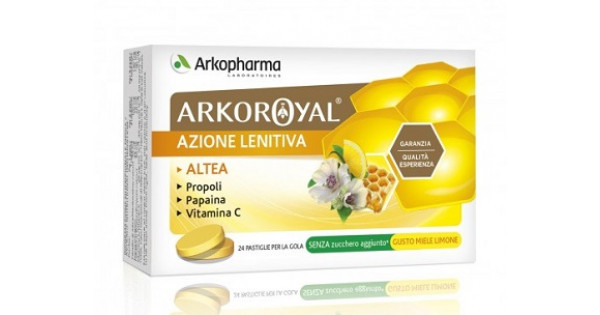 Arkopharma
LABORATOIRES
ARKOROYAL®
AZIONE LENITIVA
ALTEA
Propoli
Papaina
Vitamina C
GARANZIA
QUALITÀ
ESPERIENZA
24 PASTIGLIE PER LA GOLA
SENZA zucchero aggiunto*
GUSTO MIELE LIMONE